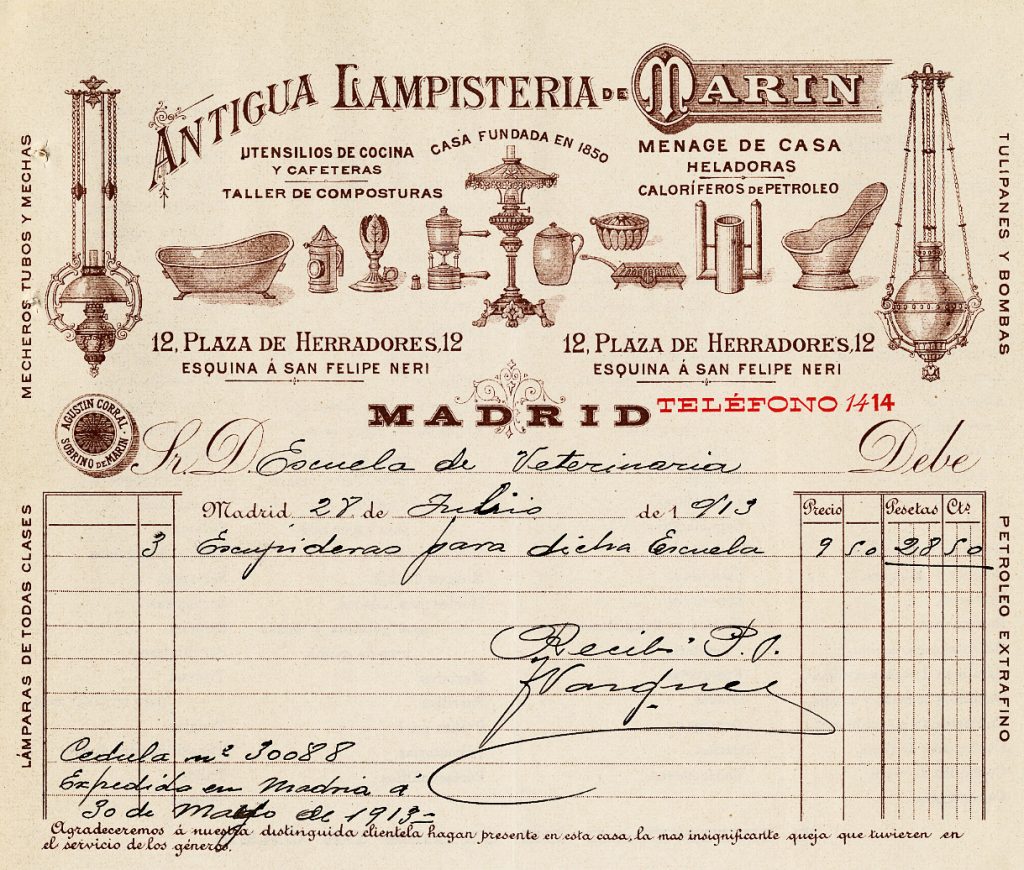 ANTIGUA LAMPISTERIA DE MARIN
CASA FUNDADA EN 1850
UTENSILIOS DE COCINA
Y CAFETERAS
TALLER DE COMPOSTURAS
MENAGE DE CASA
HELADORAS
CALORÍFEROS DE PETROLEO
MECHEROS TUBOS Y MECHAS
TULIPANES Y BOMBAS
12, PLAZA DE HERRADORES, 12
ESQUINA Á SAN FELIPE NERI
12, PLAZA DE HERRADORES, 12
ESQUINA Á SAN FELIPE NERI
MADRID
TELÉFONO 1414
AGUSTIN CORRAL
SOBRINO DE MARIN
Sr. D. Escuela de Veterinaria Debe
Madrid 28 de Julio de 1913 Precio Pesetas Cts
3 Escupideras para dicha Escuela 9 50 28 50
LÁMPARAS DE TODAS CLASES
PETROLEO EXTRAFINO
Recibí P.O.
Cedula nº 30088
Expedida en Madrid á
30 de Mayo de 1913
Agradeceremos á nuestra distinguida clientela hagan presente en esta casa, la mas insignificante queja que tuvieren en
el servicio de los géneros.